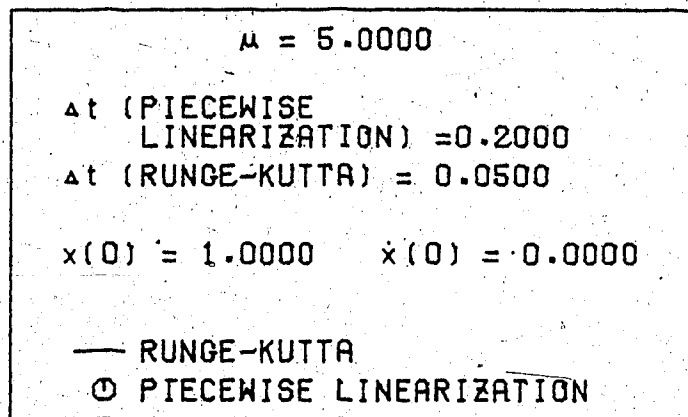 μ = 5.0000
Δt (PIECEWISE
LINEARIZATION) =0.2000
Δt (RUNGE-KUTTA) = 0.0500
x(0) = 1.0000 ẋ(0) = 0.0000
— RUNGE-KUTTA
⦶ PIECEWISE LINEARIZATION